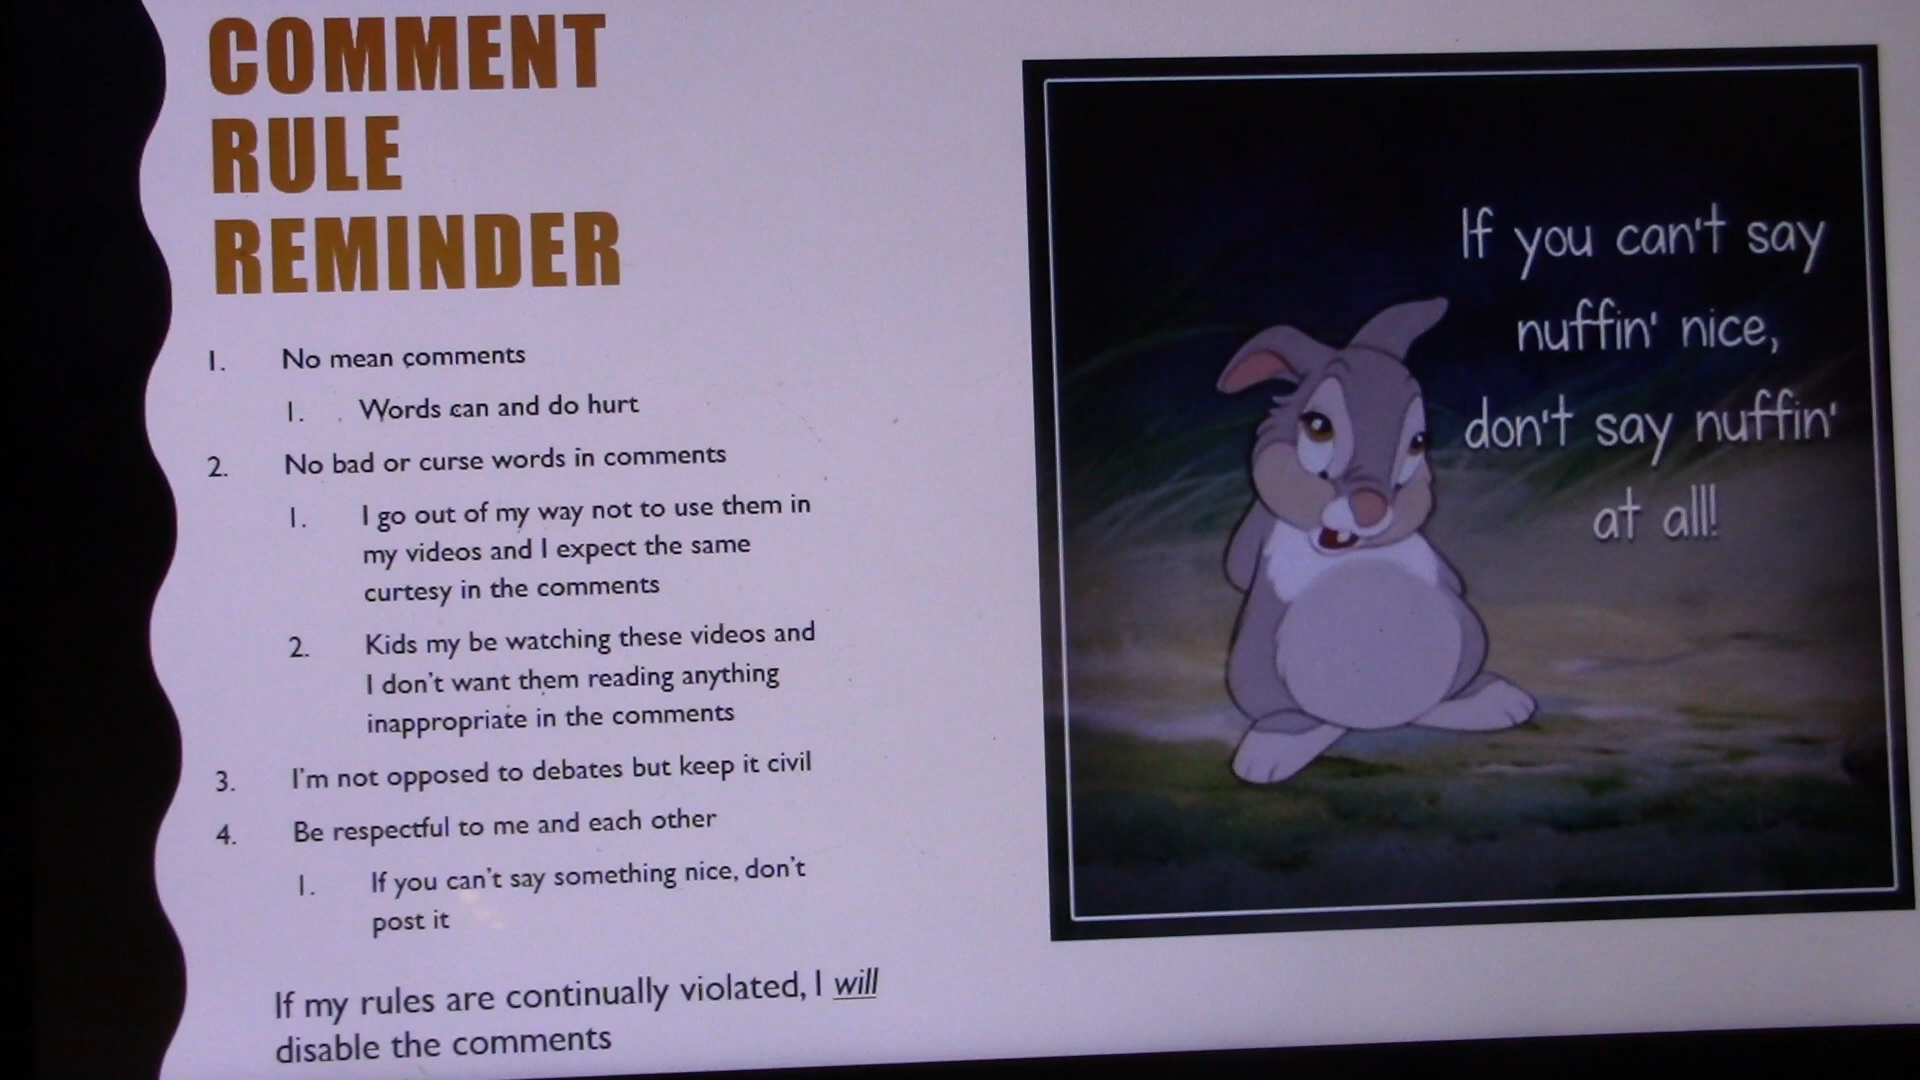 COMMENT
RULE
REMINDER
1. No mean comments
1. Words can and do hurt
2. No bad or curse words in comments
1. I go out of my way not to use them in
my videos and I expect the same
curtesy in the comments
2. Kids my be watching these videos and
I don't want them reading anything
inappropriate in the comments
3. I'm not opposed to debates but keep it civil
4. Be respectful to me and each other
1. If you can't say something nice, don't
post it
If my rules are continually violated, I will
disable the comments
If you can't say
nuffin' nice,
don't say nuffin'
at all!